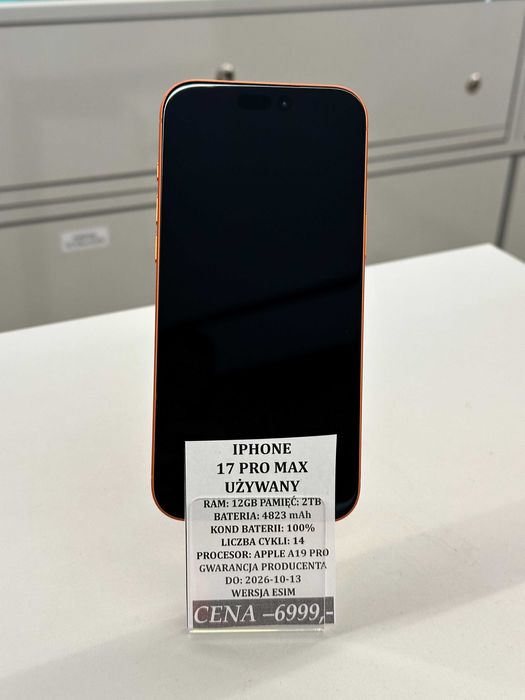 IPHONE
17 PRO MAX
UŻYWANY
RAM: 12GB PAMIĘĆ: 2TB
BATERIA: 4823 mAh
KOND BATERII: 100%
LICZBA CYKLI: 14
PROCESOR: APPLE A19 PRO
GWARANCJA PRODUCENTA
DO: 2026-10-13
WERSJA ESIM
CENA –6999,-